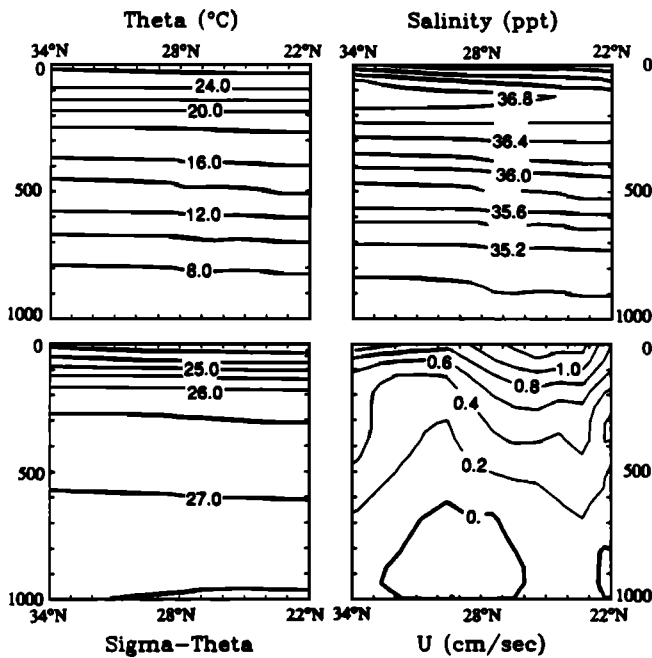 Theta (°C) Salinity (ppt)
34°N 28°N 22°N 34°N 28°N 22°N
0 0
24.0 36.8
20.0 36.4
16.0 36.0
500 500
12.0 35.6
8.0 35.2
1000 1000
0 0
25.0 0.6 0.8 1.0
26.0 0.4
0.2
500 500
27.0 0.
1000 1000
34°N 28°N 22°N 34°N 28°N 22°N
Sigma-Theta U (cm/sec)